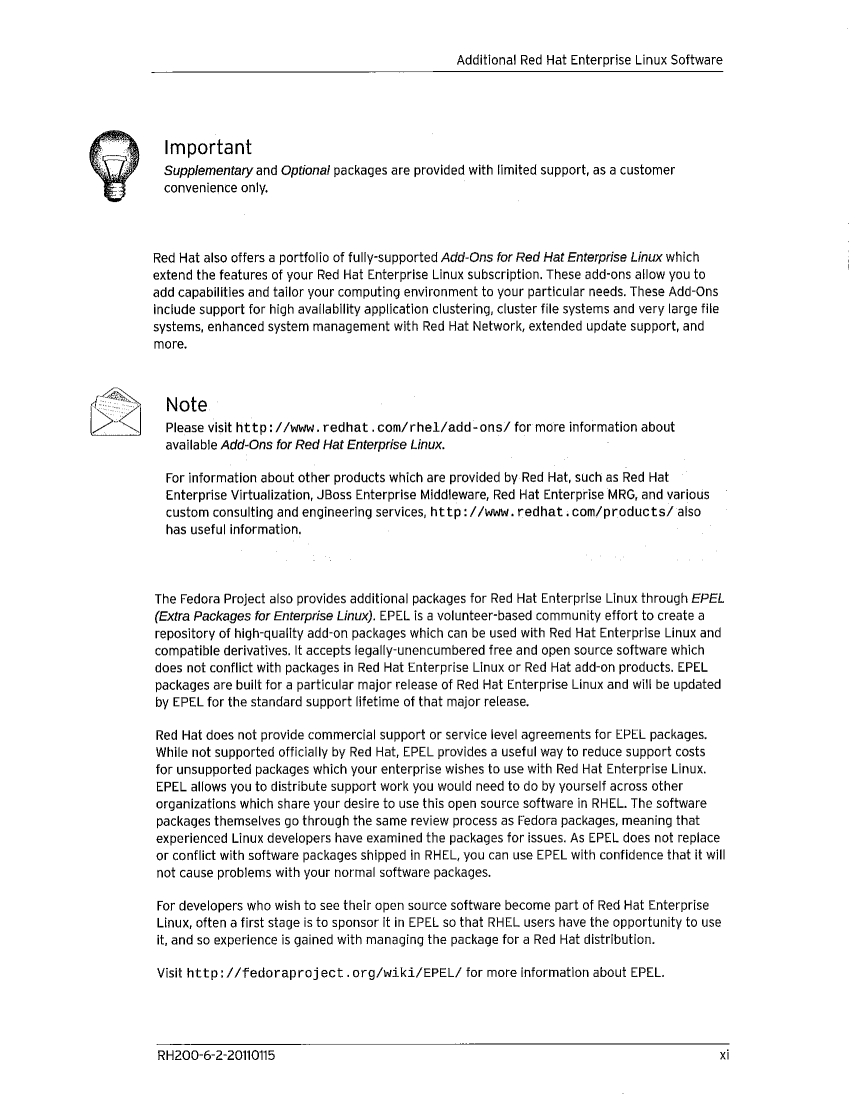 Additional Red Hat Enterprise Linux Software
Important
Supplementary and Optional packages are provided with limited support, as a customer
convenience only.
Red Hat also offers a portfolio of fully-supported Add-Ons for Red Hat Enterprise Linux which
extend the features of your Red Hat Enterprise Linux subscription. These add-ons allow you to
add capabilities and tailor your computing environment to your particular needs. These Add-Ons
include support for high availability application clustering, cluster file systems and very large file
systems, enhanced system management with Red Hat Network, extended update support, and
more.
Note
Please visit http://www.redhat.com/rhel/add-ons/ for more information about
available Add-Ons for Red Hat Enterprise Linux.
For information about other products which are provided by Red Hat, such as Red Hat
Enterprise Virtualization, JBoss Enterprise Middleware, Red Hat Enterprise MRG, and various
custom consulting and engineering services, http://www.redhat.com/products/ also
has useful information.
The Fedora Project also provides additional packages for Red Hat Enterprise Linux through EPEL
(Extra Packages for Enterprise Linux). EPEL is a volunteer-based community effort to create a
repository of high-quality add-on packages which can be used with Red Hat Enterprise Linux and
compatible derivatives. It accepts legally-unencumbered free and open source software which
does not conflict with packages in Red Hat Enterprise Linux or Red Hat add-on products. EPEL
packages are built for a particular major release of Red Hat Enterprise Linux and will be updated
by EPEL for the standard support lifetime of that major release.
Red Hat does not provide commercial support or service level agreements for EPEL packages.
While not supported officially by Red Hat, EPEL provides a useful way to reduce support costs
for unsupported packages which your enterprise wishes to use with Red Hat Enterprise Linux.
EPEL allows you to distribute support work you would need to do by yourself across other
organizations which share your desire to use this open source software in RHEL. The software
packages themselves go through the same review process as Fedora packages, meaning that
experienced Linux developers have examined the packages for issues. As EPEL does not replace
or conflict with software packages shipped in RHEL, you can use EPEL with confidence that it will
not cause problems with your normal software packages.
For developers who wish to see their open source software become part of Red Hat Enterprise
Linux, often a first stage is to sponsor it in EPEL so that RHEL users have the opportunity to use
it, and so experience is gained with managing the package for a Red Hat distribution.
Visit http://fedoraproject.org/wiki/EPEL/ for more information about EPEL.
RH200-6-2-20110115
xi